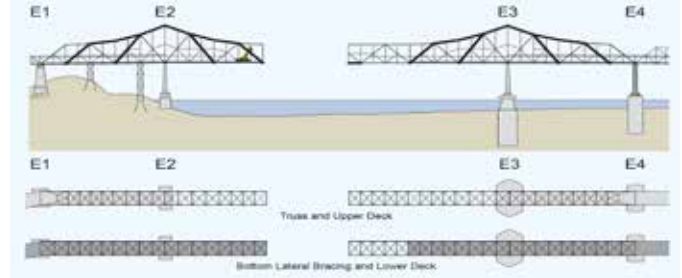 E1 E2 E3 E4
E1 E2 E3 E4
Truss and Upper Deck
Bottom Lateral Bracing and Lower Deck